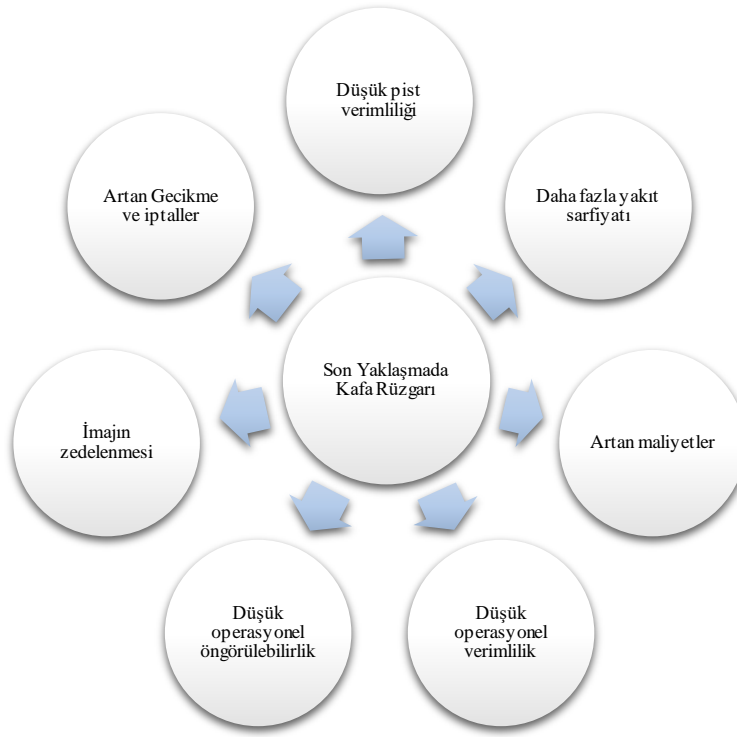 Düşük pist
verimliliği
Daha fazla yakıt
sarfiyatı
Artan maliyetler
Düşük
operasyonel
verimlilik
Düşük
operasyonel
öngörülebilirlik
İmajın
zedelenmesi
Artan Gecikme
ve iptaller
Son Yaklaşmada
Kafa Rüzgarı